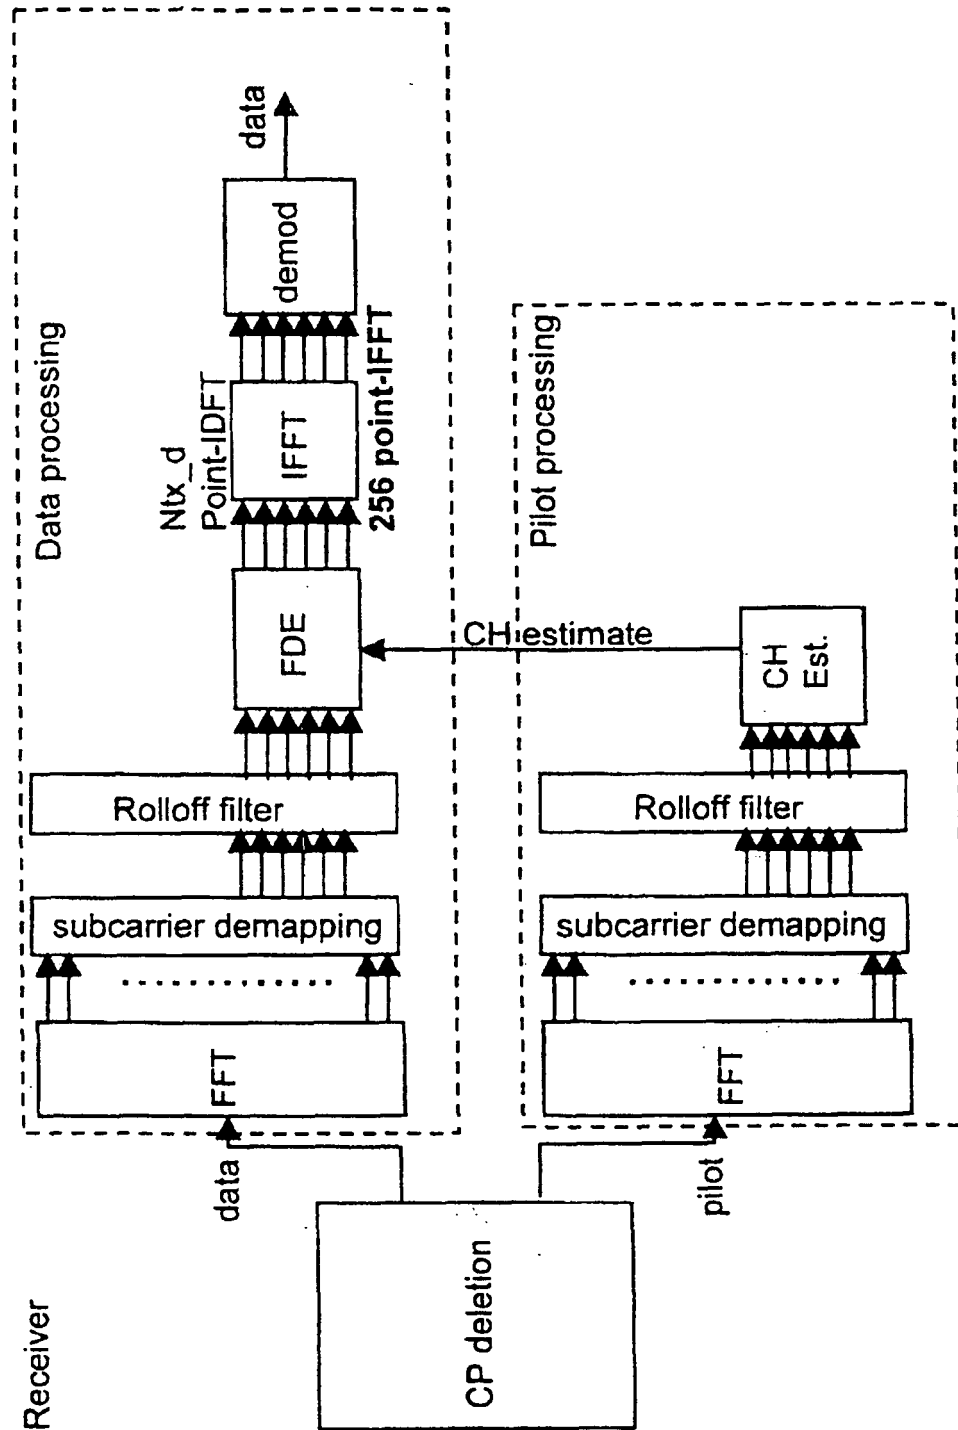 Receiver
CP deletion
data
pilot
Data processing
FFT
subcarrier demapping
Rolloff filter
FDE
Ntx_d
Point-IDFT
IFFT
256 point-IFFT
demod
data
CH estimate
Pilot processing
FFT
subcarrier demapping
Rolloff filter
CH
Est.